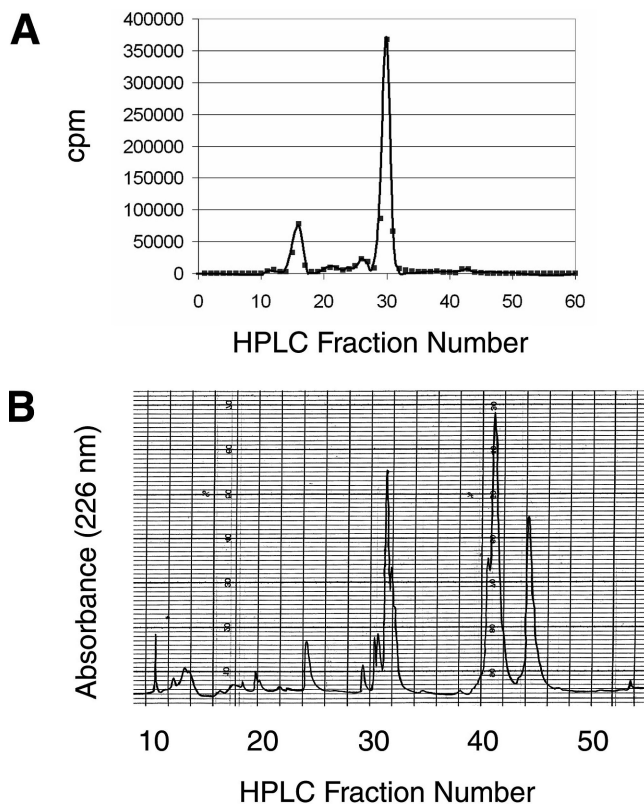 A
400000
350000
300000
250000
200000
150000
100000
50000
0
cpm
0 10 20 30 40 50 60
HPLC Fraction Number
B
Absorbance (226 nm)
10 20 30 40 50
HPLC Fraction Number